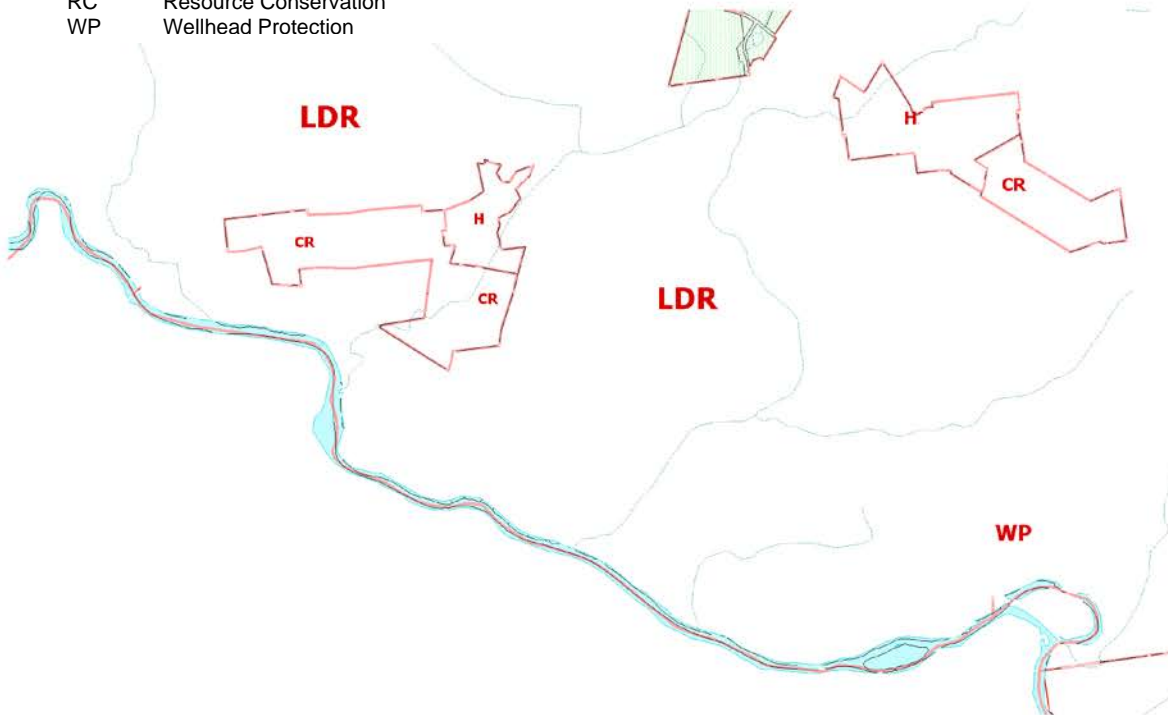 RC Resource Conservation
WP Wellhead Protection
LDR
H
CR
H
CR
CR
LDR
WP